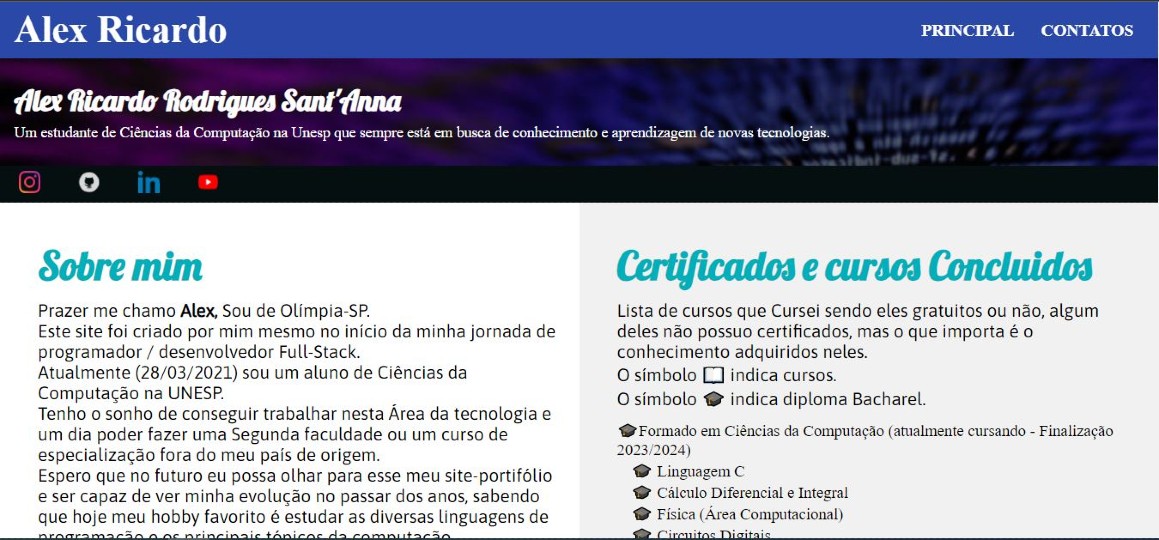 Alex Ricardo
PRINCIPAL CONTATOS
Alex Ricardo Rodrigues Sant'Anna
Um estudante de Ciências da Computação na Unesp que sempre está em busca de conhecimento e aprendizagem de novas tecnologias.
in
Sobre mim
Prazer me chamo Alex, Sou de Olímpia-SP.
Este site foi criado por mim mesmo no início da minha jornada de
programador / desenvolvedor Full-Stack.
Atualmente (28/03/2021) sou um aluno de Ciências da
Computação na UNESP.
Tenho o sonho de conseguir trabalhar nesta Área da tecnologia e
um dia poder fazer uma Segunda faculdade ou um curso de
especialização fora do meu país de origem.
Espero que no futuro eu possa olhar para esse meu site-portifólio
e ser capaz de ver minha evolução no passar dos anos, sabendo
que hoje meu hobby favorito é estudar as diversas linguagens de
programação e os principais tópicos da computação
Certificados e cursos Concluidos
Lista de cursos que Cursei sendo eles gratuitos ou não, algum
deles não possuo certificados, mas o que importa é o
conhecimento adquiridos neles.
O símbolo 📖 indica cursos.
O símbolo 🎓 indica diploma Bacharel.
🎓Formado em Ciências da Computação (atualmente cursando - Finalização
2023/2024)
🎓 Linguagem C
🎓 Cálculo Diferencial e Integral
🎓 Física (Área Computacional)
🎓 Circuitos Digitais